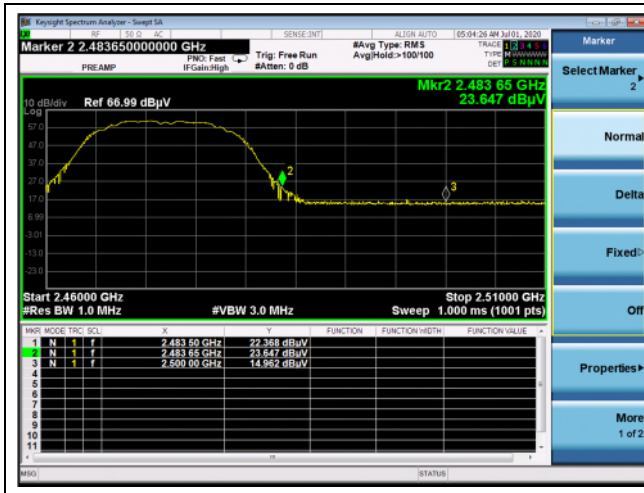 Keysight Spectrum Analyzer - Swept SA
RF 50 Ω AC SENSE:INT ALIGN AUTO 05:04:26 AM Jul 01, 2020
Marker 2 2.483650000000 GHz
PREAMP
PNO: Fast
IFGain:High
Trig: Free Run
#Atten: 0 dB
#Avg Type: RMS
Avg|Hold:>100/100
TRACE 1 2 3 4 5 6
TYPE M WWWWW
DET P S N N N N
Mkr2 2.483 65 GHz
23.647 dBµV
10 dB/div Ref 66.99 dBµV
Log
57.0
47.0
37.0
27.0
17.0
6.99
-3.01
-13.0
-23.0
2
3
Start 2.46000 GHz Stop 2.51000 GHz
#Res BW 1.0 MHz #VBW 3.0 MHz Sweep 1.000 ms (1001 pts)
MKR MODE TRC SCL X Y FUNCTION FUNCTION WIDTH FUNCTION VALUE
1 N 1 f 2.483 50 GHz 22.368 dBµV
2 N 1 f 2.483 65 GHz 23.647 dBµV
3 N 1 f 2.500 00 GHz 14.962 dBµV
4
5
6
7
8
9
10
11
MSG STATUS
Marker
Select Marker
2
Normal
Delta
Fixed
Off
Properties
More
1 of 2